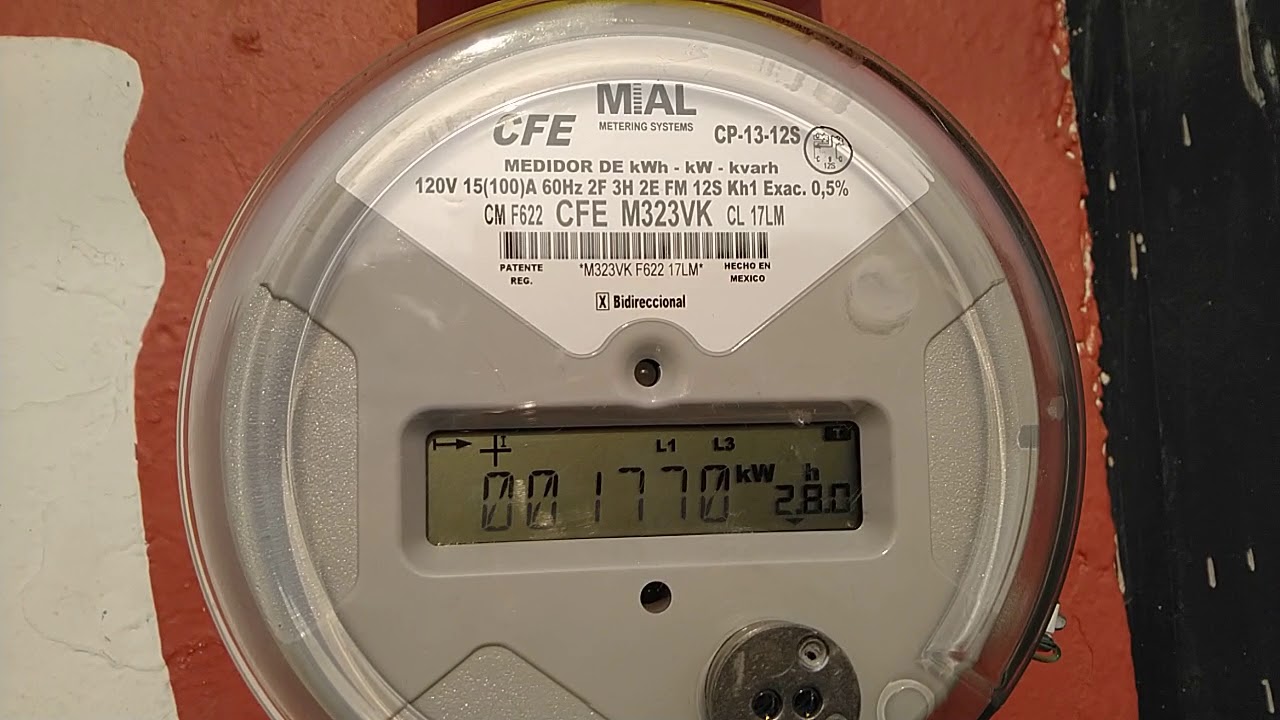 MIAL
METERING SYSTEMS
CFE
CP-13-12S
12S
MEDIDOR DE kWh - kW - kvarh
120V 15(100)A 60Hz 2F 3H 2E FM 12S Kh1 Exac. 0,5%
CM F622 CFE M323VK CL 17LM
PATENTE REG.
*M323VK F622 17LM*
HECHO EN MEXICO
X Bidireccional
L1 L3 T
001770 kW h 2.8.0